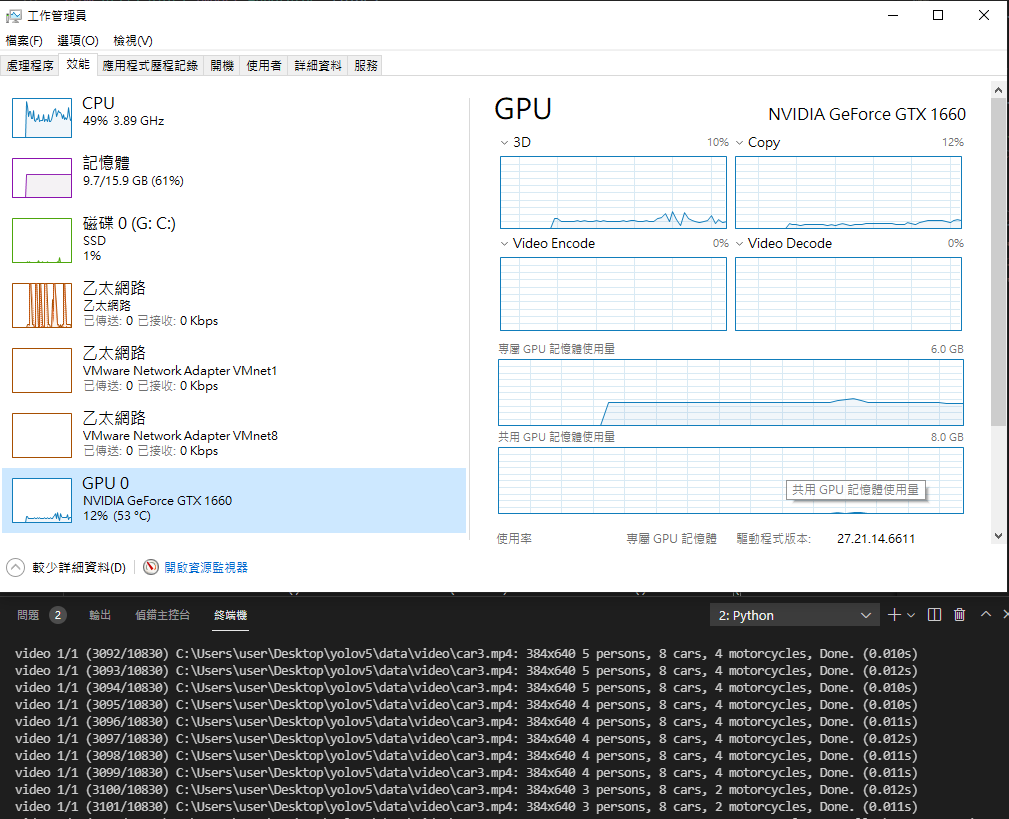 工作管理員
檔案(F) 選項(O) 檢視(V)
處理程序 效能 應用程式歷程記錄 開機 使用者 詳細資料 服務
CPU
49% 3.89 GHz
記憶體
9.7/15.9 GB (61%)
磁碟 0 (G: C:)
SSD
1%
乙太網路
乙太網路
已傳送: 0 已接收: 0 Kbps
乙太網路
VMware Network Adapter VMnet1
已傳送: 0 已接收: 0 Kbps
乙太網路
VMware Network Adapter VMnet8
已傳送: 0 已接收: 0 Kbps
GPU 0
NVIDIA GeForce GTX 1660
12% (53 °C)
GPU NVIDIA GeForce GTX 1660
3D 10% Copy 12%
Video Encode 0% Video Decode 0%
專屬 GPU 記憶體使用量 6.0 GB
共用 GPU 記憶體使用量 8.0 GB
共用 GPU 記憶體使用量
使用率 專屬 GPU 記憶體 驅動程式版本: 27.21.14.6611
較少詳細資料(D) 開啟資源監視器
問題 2 輸出 偵錯主控台 終端機 2: Python
video 1/1 (3092/10830) C:\Users\user\Desktop\yolov5\data\video\car3.mp4: 384x640 5 persons, 8 cars, 4 motorcycles, Done. (0.010s)
video 1/1 (3093/10830) C:\Users\user\Desktop\yolov5\data\video\car3.mp4: 384x640 5 persons, 8 cars, 4 motorcycles, Done. (0.012s)
video 1/1 (3094/10830) C:\Users\user\Desktop\yolov5\data\video\car3.mp4: 384x640 5 persons, 8 cars, 4 motorcycles, Done. (0.010s)
video 1/1 (3095/10830) C:\Users\user\Desktop\yolov5\data\video\car3.mp4: 384x640 4 persons, 8 cars, 4 motorcycles, Done. (0.010s)
video 1/1 (3096/10830) C:\Users\user\Desktop\yolov5\data\video\car3.mp4: 384x640 4 persons, 8 cars, 4 motorcycles, Done. (0.011s)
video 1/1 (3097/10830) C:\Users\user\Desktop\yolov5\data\video\car3.mp4: 384x640 4 persons, 8 cars, 4 motorcycles, Done. (0.012s)
video 1/1 (3098/10830) C:\Users\user\Desktop\yolov5\data\video\car3.mp4: 384x640 4 persons, 8 cars, 4 motorcycles, Done. (0.011s)
video 1/1 (3099/10830) C:\Users\user\Desktop\yolov5\data\video\car3.mp4: 384x640 4 persons, 8 cars, 4 motorcycles, Done. (0.011s)
video 1/1 (3100/10830) C:\Users\user\Desktop\yolov5\data\video\car3.mp4: 384x640 3 persons, 8 cars, 2 motorcycles, Done. (0.012s)
video 1/1 (3101/10830) C:\Users\user\Desktop\yolov5\data\video\car3.mp4: 384x640 3 persons, 8 cars, 2 motorcycles, Done. (0.011s)